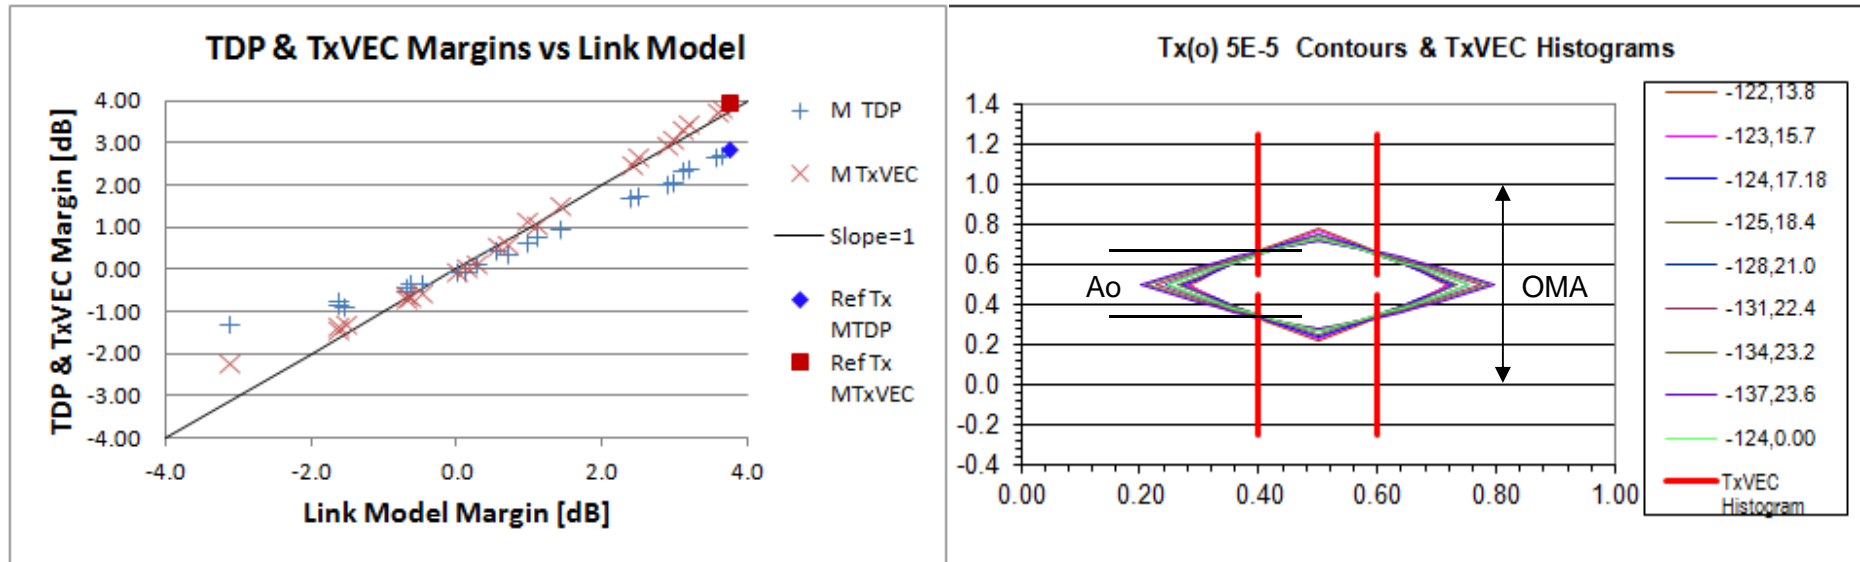 TDP & TxVEC Margins vs Link Model
TDP & TxVEC Margin [dB]
4.00
3.00
2.00
1.00
0.00
-1.00
-2.00
-3.00
-4.00
-4.0
-2.0
0.0
2.0
4.0
Link Model Margin [dB]
M TDP
M TxVEC
Slope=1
Ref Tx
MTDP
Ref Tx
MTxVEC
Tx(o) 5E-5 Contours & TxVEC Histograms
1.4
1.2
1.0
0.8
0.6
0.4
0.2
0.0
-0.2
-0.4
0.00
0.20
0.40
0.60
0.80
1.00
Ao
OMA
-122,13.8
-123,15.7
-124,17.18
-125,18.4
-128,21.0
-131,22.4
-134,23.2
-137,23.6
-124,0.00
TxVEC
Histogram